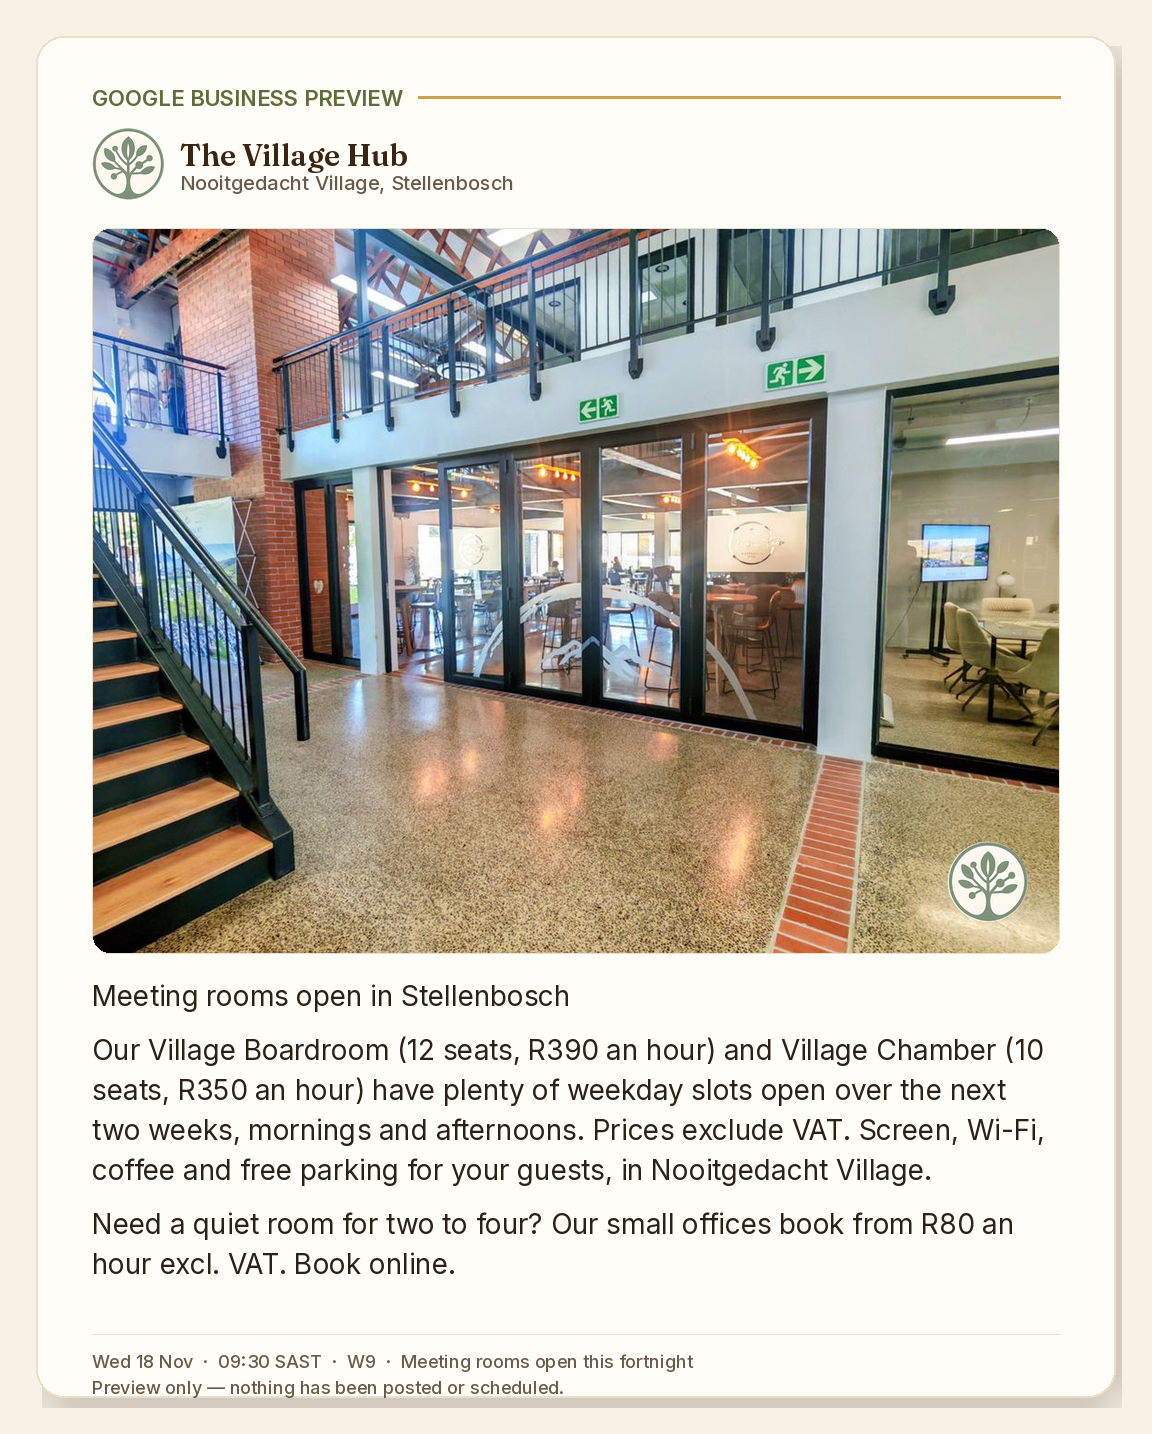 GOOGLE BUSINESS PREVIEW
The Village Hub
Nooitgedacht Village, Stellenbosch
Meeting rooms open in Stellenbosch
Our Village Boardroom (12 seats, R390 an hour) and Village Chamber (10
seats, R350 an hour) have plenty of weekday slots open over the next
two weeks, mornings and afternoons. Prices exclude VAT. Screen, Wi-Fi,
coffee and free parking for your guests, in Nooitgedacht Village.
Need a quiet room for two to four? Our small offices book from R80 an
hour excl. VAT. Book online.
Wed 18 Nov · 09:30 SAST · W9 · Meeting rooms open this fortnight
Preview only — nothing has been posted or scheduled.